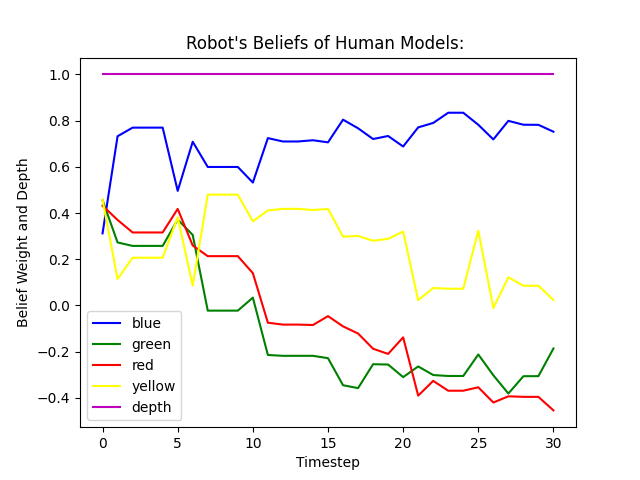 Robot's Beliefs of Human Models:
Belief Weight and Depth
1.0
0.8
0.6
0.4
0.2
0.0
−0.2
−0.4
blue
green
red
yellow
depth
0 5 10 15 20 25 30
Timestep